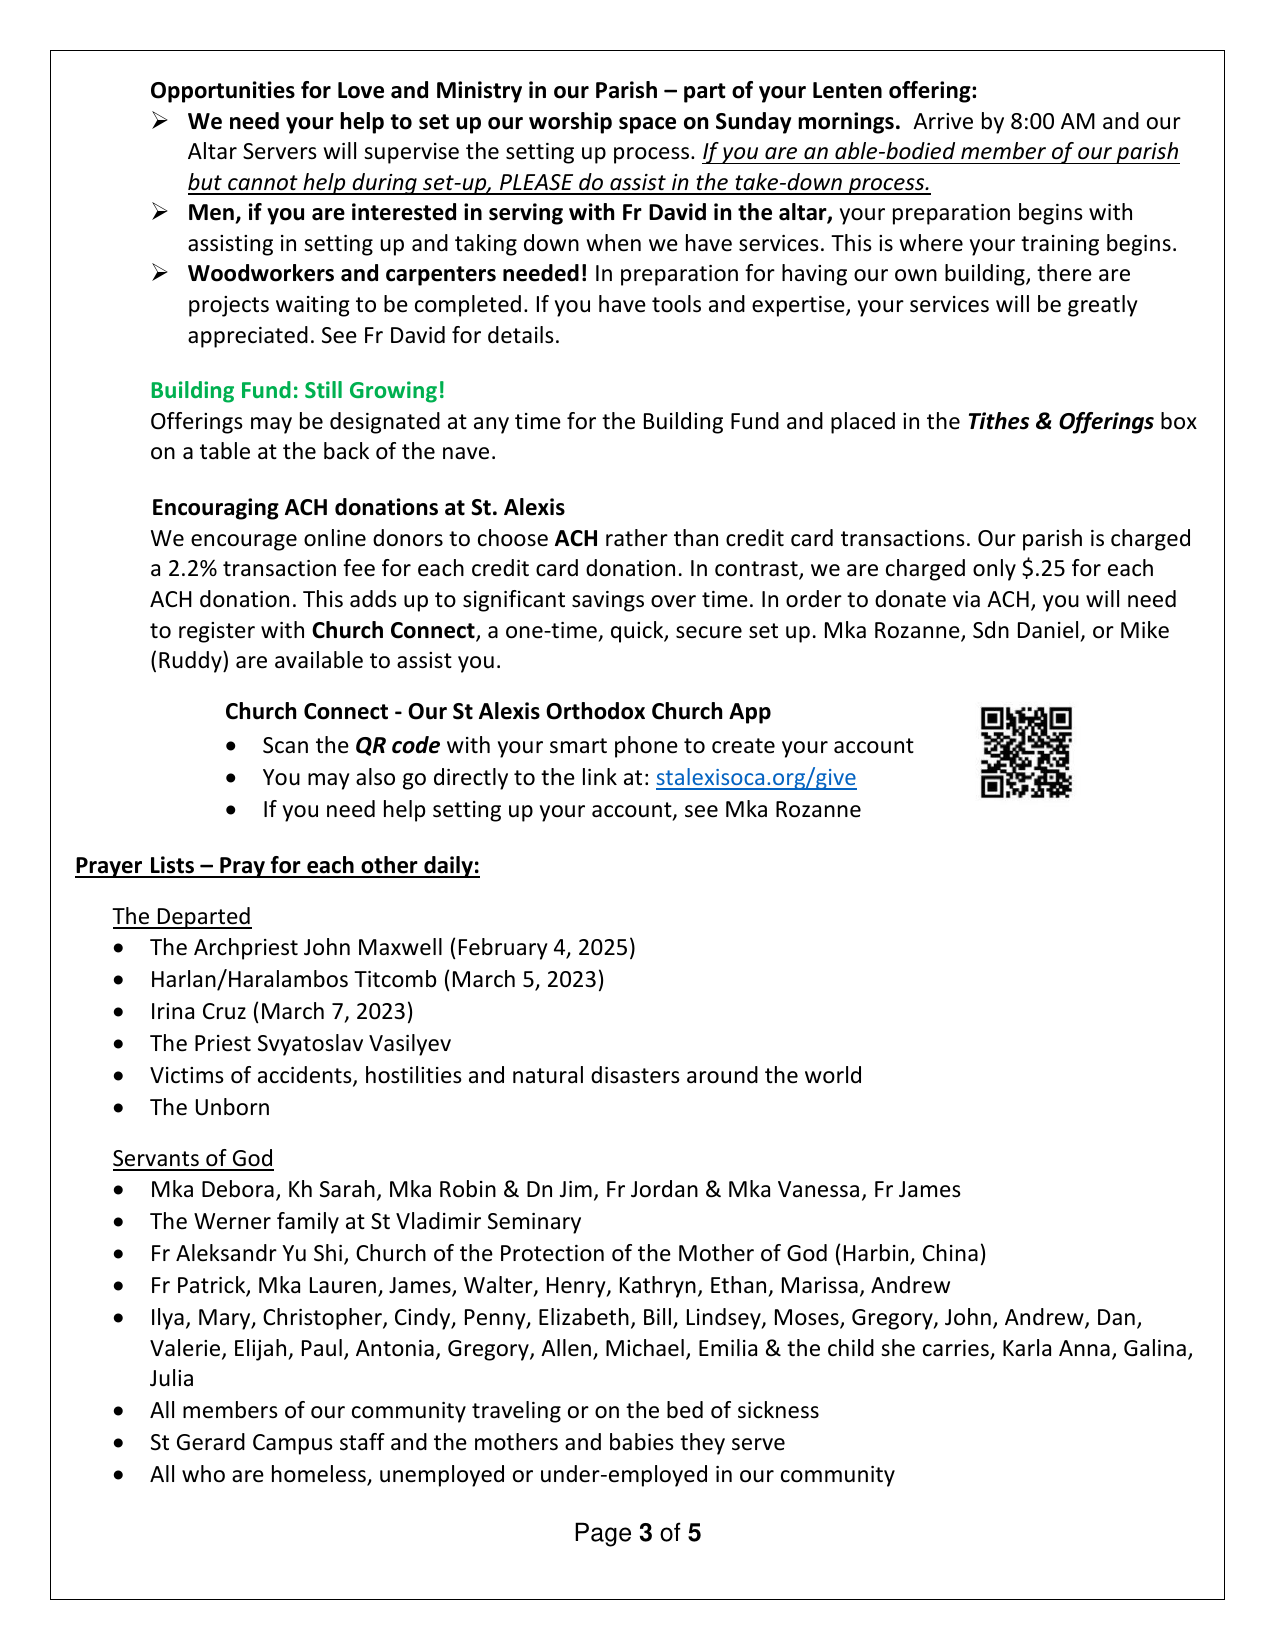 Opportunities for Love and Ministry in our Parish – part of your Lenten offering:
➢ We need your help to set up our worship space on Sunday mornings.  Arrive by 8:00 AM and our
Altar Servers will supervise the setting up process. If you are an able-bodied member of our parish
but cannot help during set-up, PLEASE do assist in the take-down process.
➢ Men, if you are interested in serving with Fr David in the altar, your preparation begins with
assisting in setting up and taking down when we have services. This is where your training begins.
➢ Woodworkers and carpenters needed! In preparation for having our own building, there are
projects waiting to be completed. If you have tools and expertise, your services will be greatly
appreciated. See Fr David for details.
Building Fund: Still Growing!
Offerings may be designated at any time for the Building Fund and placed in the Tithes & Offerings box
on a table at the back of the nave.
Encouraging ACH donations at St. Alexis
We encourage online donors to choose ACH rather than credit card transactions. Our parish is charged
a 2.2% transaction fee for each credit card donation. In contrast, we are charged only $.25 for each
ACH donation. This adds up to significant savings over time. In order to donate via ACH, you will need
to register with Church Connect, a one-time, quick, secure set up. Mka Rozanne, Sdn Daniel, or Mike
(Ruddy) are available to assist you.
Church Connect - Our St Alexis Orthodox Church App
• Scan the QR code with your smart phone to create your account
• You may also go directly to the link at: stalexisoca.org/give
• If you need help setting up your account, see Mka Rozanne
Prayer Lists – Pray for each other daily:
The Departed
• The Archpriest John Maxwell (February 4, 2025)
• Harlan/Haralambos Titcomb (March 5, 2023)
• Irina Cruz (March 7, 2023)
• The Priest Svyatoslav Vasilyev
• Victims of accidents, hostilities and natural disasters around the world
• The Unborn
Servants of God
• Mka Debora, Kh Sarah, Mka Robin & Dn Jim, Fr Jordan & Mka Vanessa, Fr James
• The Werner family at St Vladimir Seminary
• Fr Aleksandr Yu Shi, Church of the Protection of the Mother of God (Harbin, China)
• Fr Patrick, Mka Lauren, James, Walter, Henry, Kathryn, Ethan, Marissa, Andrew
• Ilya, Mary, Christopher, Cindy, Penny, Elizabeth, Bill, Lindsey, Moses, Gregory, John, Andrew, Dan,
Valerie, Elijah, Paul, Antonia, Gregory, Allen, Michael, Emilia & the child she carries, Karla Anna, Galina,
Julia
• All members of our community traveling or on the bed of sickness
• St Gerard Campus staff and the mothers and babies they serve
• All who are homeless, unemployed or under-employed in our community
Page 3 of 5